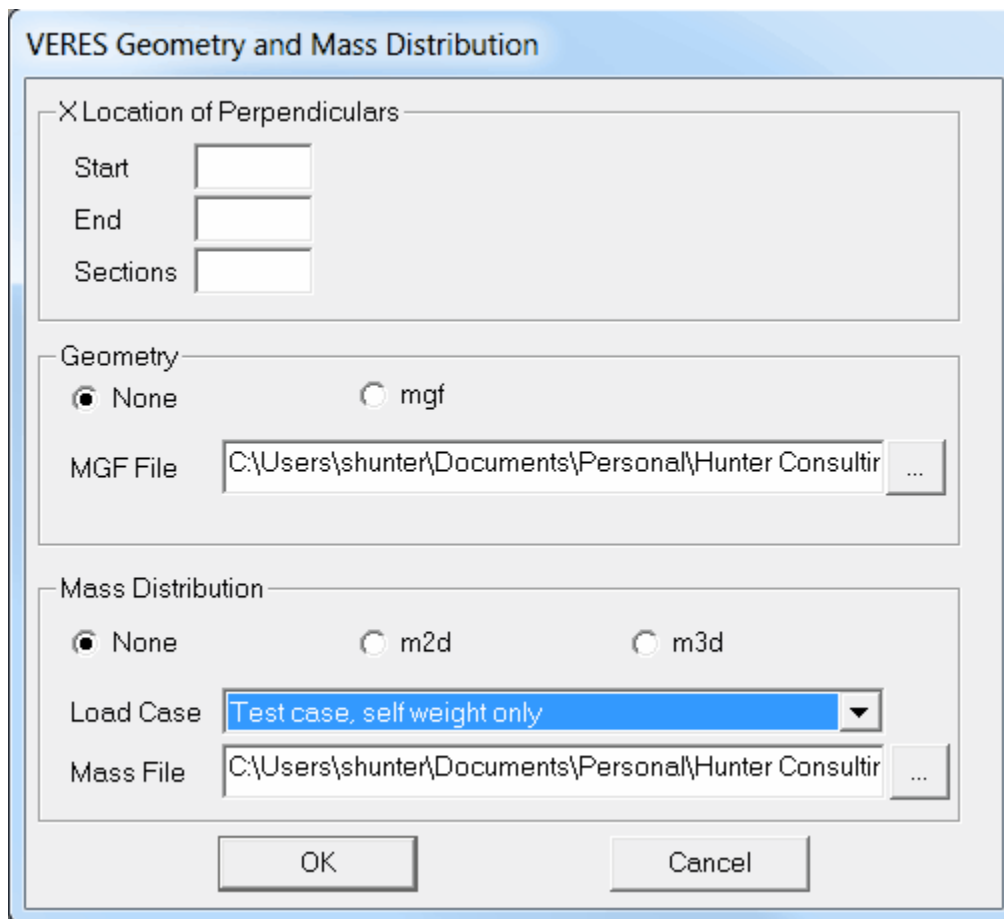 VERES Geometry and Mass Distribution
X Location of Perpendiculars
Start
End
Sections
Geometry
None mgf
MGF File C:\Users\shunter\Documents\Personal\Hunter Consultin ...
Mass Distribution
None m2d m3d
Load Case Test case, self weight only
Mass File C:\Users\shunter\Documents\Personal\Hunter Consultin ...
OK Cancel